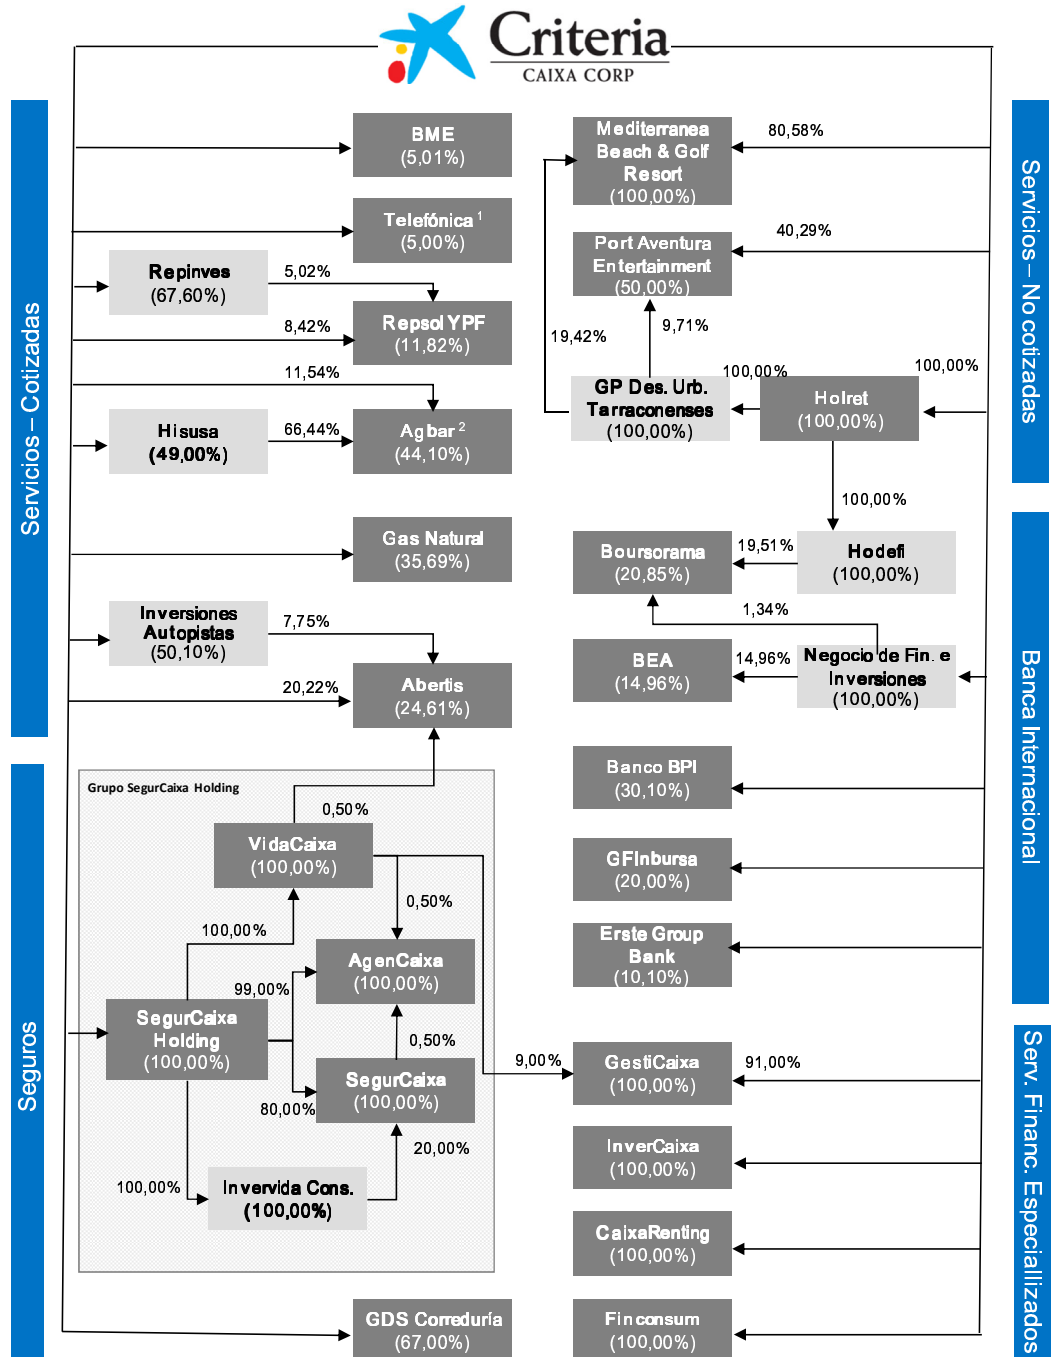 Criteria
CAIXA CORP
Servicios – Cotizadas
BME
(5,01%)
Telefónica 1
(5,00%)
Repinves
(67,60%)
5,02%
8,42%
Repsol YPF
(11,82%)
11,54%
Hisusa
(49,00%)
66,44%
Agbar 2
(44,10%)
Gas Natural
(35,69%)
Inversiones
Autopistas
(50,10%)
7,75%
20,22%
Abertis
(24,61%)
Seguros
Grupo SegurCaixa Holding
0,50%
VidaCaixa
(100,00%)
0,50%
100,00%
AgenCaixa
(100,00%)
99,00%
SegurCaixa
Holding
(100,00%)
0,50%
SegurCaixa
(100,00%)
80,00%
20,00%
100,00%
Invervida Cons.
(100,00%)
GDS Correduría
(67,00%)
Servicios – No cotizadas
Mediterranea
Beach & Golf
Resort
(100,00%)
80,58%
Port Aventura
Entertainment
(50,00%)
40,29%
19,42%
9,71%
GP Des. Urb.
Tarraconenses
(100,00%)
100,00%
Holret
(100,00%)
100,00%
100,00%
Banca Internacional
Boursorama
(20,85%)
19,51%
Hodefi
(100,00%)
1,34%
BEA
(14,96%)
14,96%
Negocio de Fin. e
Inversiones
(100,00%)
Banco BPI
(30,10%)
GFInbursa
(20,00%)
Erste Group
Bank
(10,10%)
Serv. Financ. Especiallizados
9,00%
GestiCaixa
(100,00%)
91,00%
InverCaixa
(100,00%)
CaixaRenting
(100,00%)
Finconsum
(100,00%)